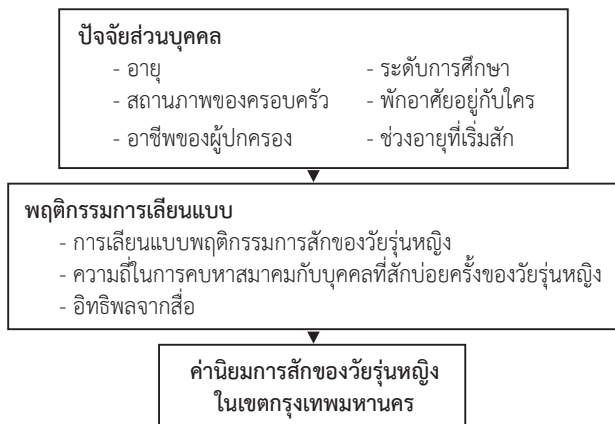 ปัจจัยส่วนบุคคล
- อายุ - ระดับการศึกษา
- สถานภาพของครอบครัว - พักอาศัยอยู่กับใคร
- อาชีพของผู้ปกครอง - ช่วงอายุที่เริ่มสัก
พฤติกรรมการเลียนแบบ
- การเลียนแบบพฤติกรรมการสักของวัยรุ่นหญิง
- ความถี่ในการคบหาสมาคมกับบุคคลที่สักบ่อยครั้งของวัยรุ่นหญิง
- อิทธิพลจากสื่อ
ค่านิยมการสักของวัยรุ่นหญิง
ในเขตกรุงเทพมหานคร